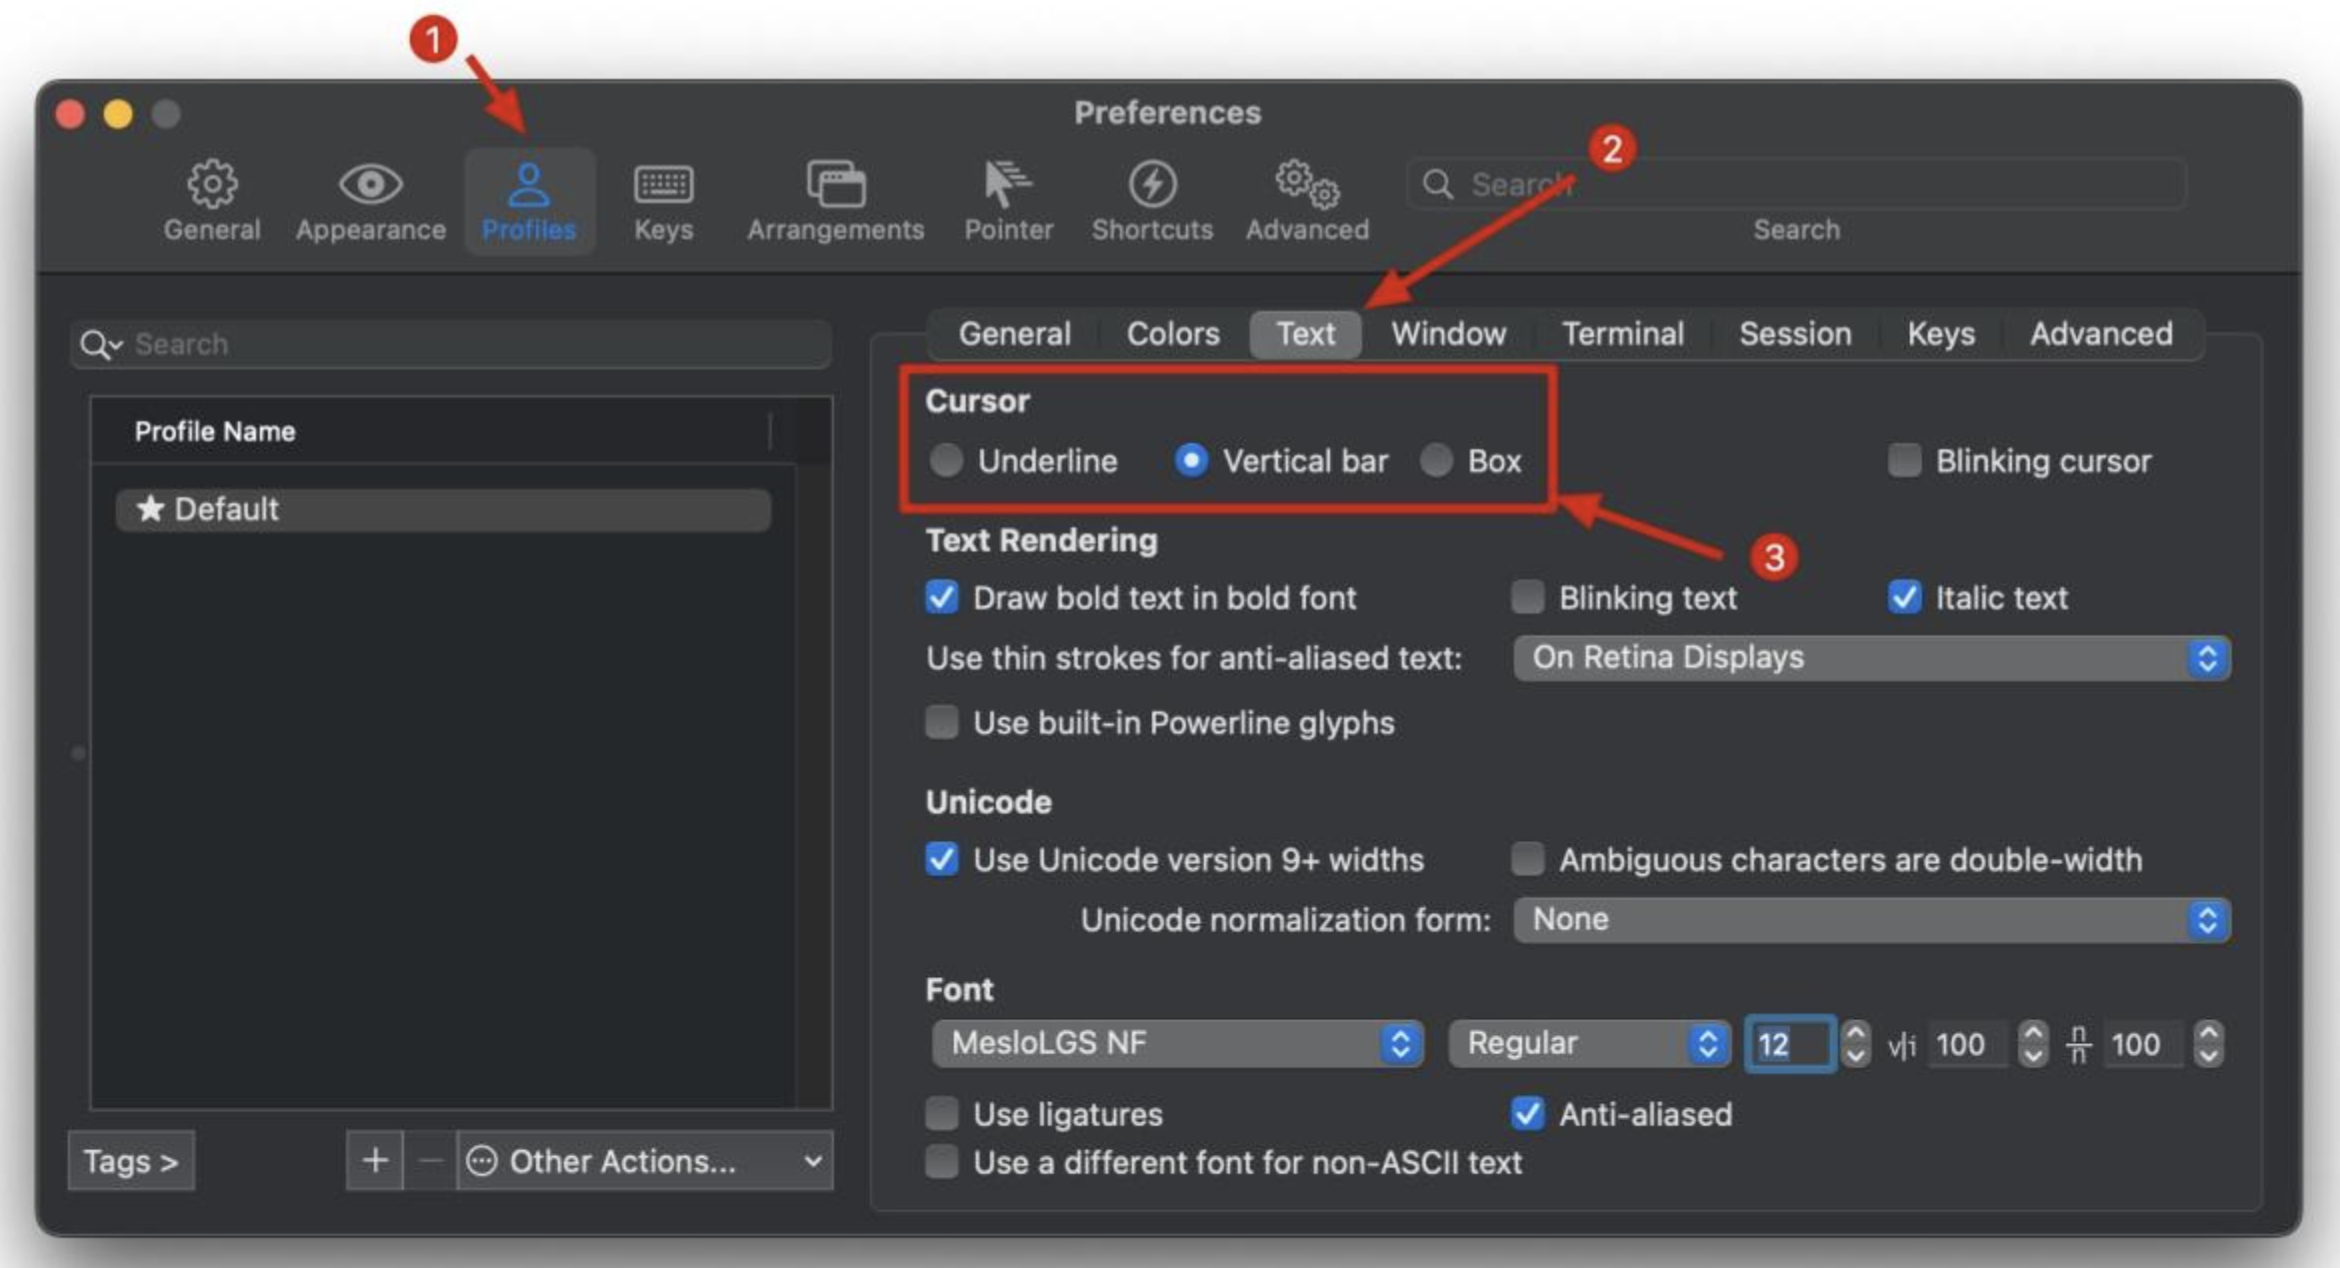 1
Preferences
2
General Appearance Profiles Keys Arrangements Pointer Shortcuts Advanced Search
Search
Search
General Colors Text Window Terminal Session Keys Advanced
Profile Name
★ Default
Cursor
Underline Vertical bar Box Blinking cursor
3
Text Rendering
Draw bold text in bold font Blinking text Italic text
Use thin strokes for anti-aliased text: On Retina Displays
Use built-in Powerline glyphs
Unicode
Use Unicode version 9+ widths Ambiguous characters are double-width
Unicode normalization form: None
Font
MesloLGS NF Regular 12 v|i 100 n/n 100
Use ligatures Anti-aliased
Use a different font for non-ASCII text
Tags > + − Other Actions...